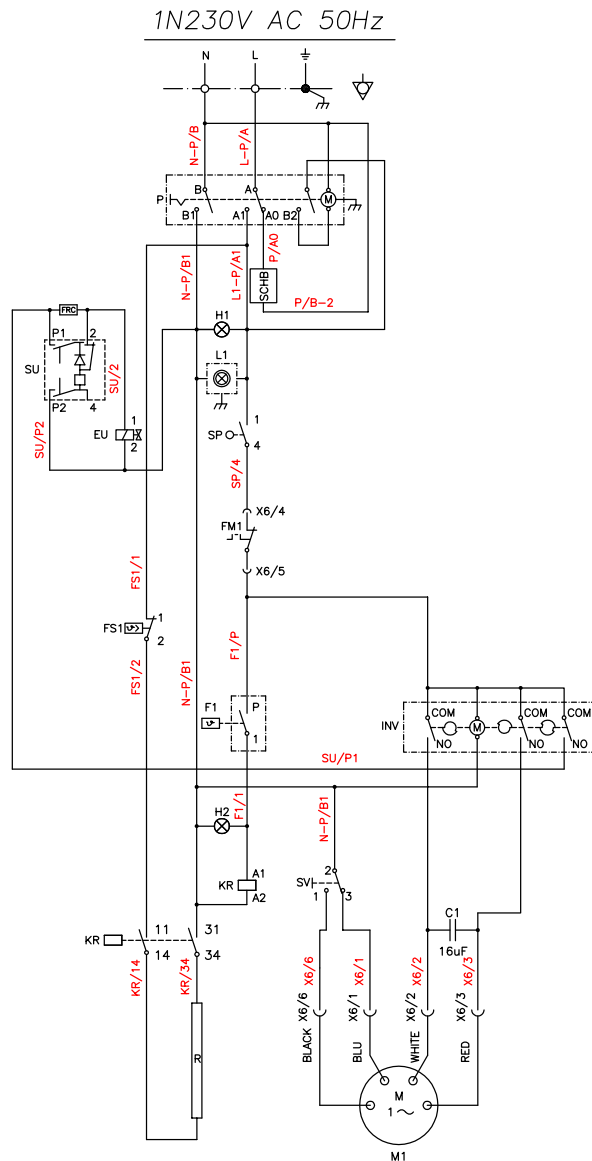 1N230V AC 50Hz
N L
N-P/B
L-P/A
P
B A
B1 A1 A0 B2
M
N-P/B1
L1-P/A1
P/A0
SCHB
P/B-2
H1
FRC
P1 2
SU
P2 4
SU/2
SU/P2
EU
1
2
L1
SP
1
4
SP/4
X6/4
FM1
X6/5
FS1/1
FS1
1
2
FS1/2
N-P/B1
F1/P
F1
P
1
INV
COM
NO
M
COM
NO
COM
NO
SU/P1
F1/1
H2
N-P/B1
KR
A1
A2
SV
2
1 3
C1
16uF
KR
11 31
14 34
KR/14
KR/34
R
X6/6
X6/1
X6/2
X6/3
X6/6
X6/1
X6/2
X6/3
BLACK
BLU
WHITE
RED
M
1~
M1